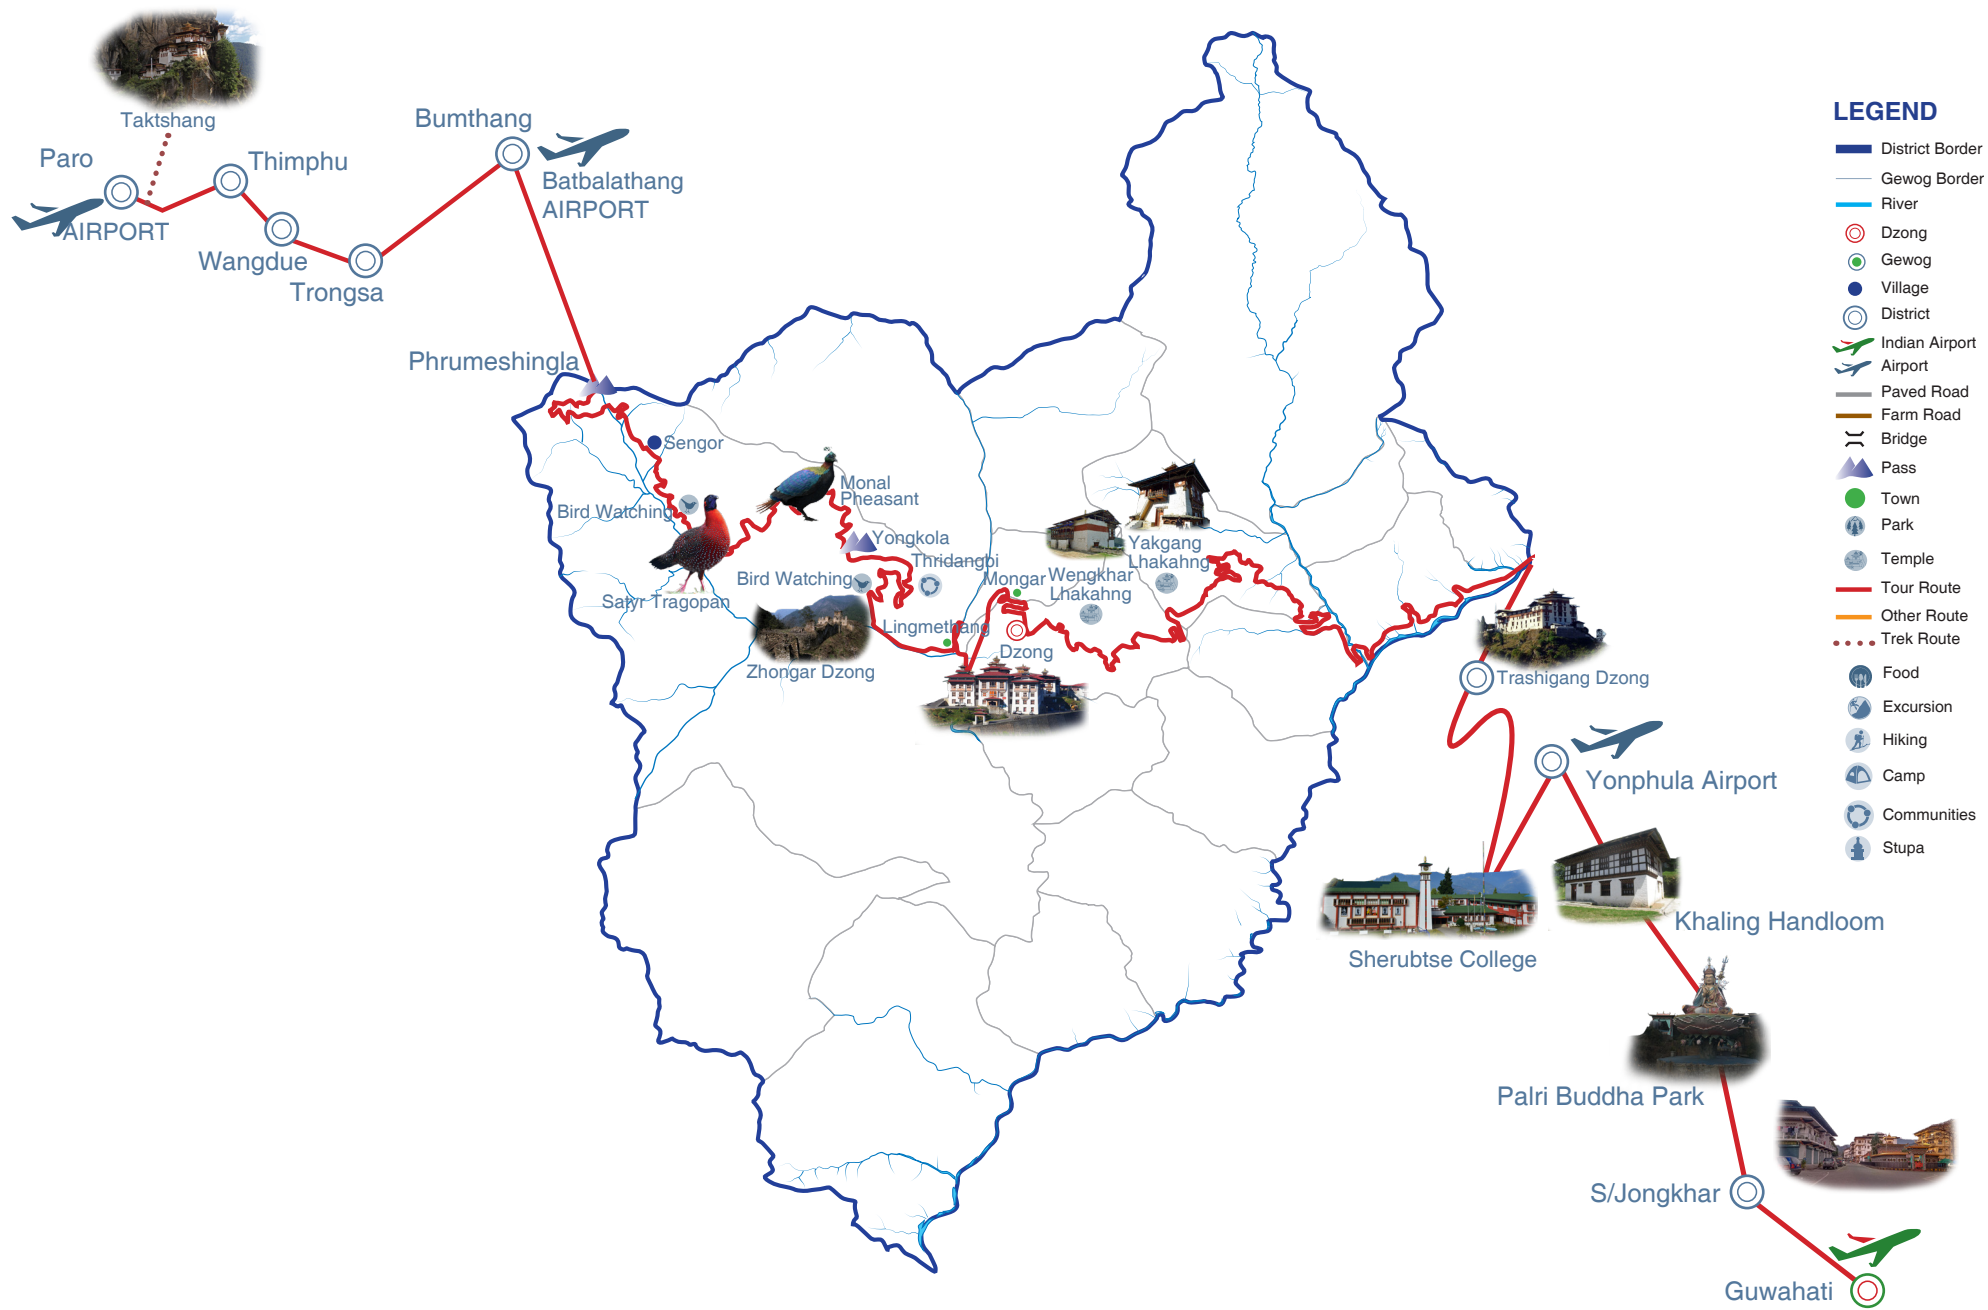 Taktshang
Paro
AIRPORT
Thimphu
Wangdue
Trongsa
Bumthang
Batbalathang
AIRPORT
Phrumeshingla
Sengor
Bird Watching
Satyr Tragopan
Monal
Pheasant
Yongkola
Thridangbi
Bird Watching
Zhongar Dzong
Lingmethang
Mongar
Dzong
Wengkhar
Lhakahng
Yakgang
Lhakahng
Trashigang Dzong
Yonphula Airport
Sherubtse College
Khaling Handloom
Palri Buddha Park
S/Jongkhar
Guwahati
LEGEND
District Border
Gewog Border
River
Dzong
Gewog
Village
District
Indian Airport
Airport
Paved Road
Farm Road
Bridge
Pass
Town
Park
Temple
Tour Route
Other Route
Trek Route
Food
Excursion
Hiking
Camp
Communities
Stupa